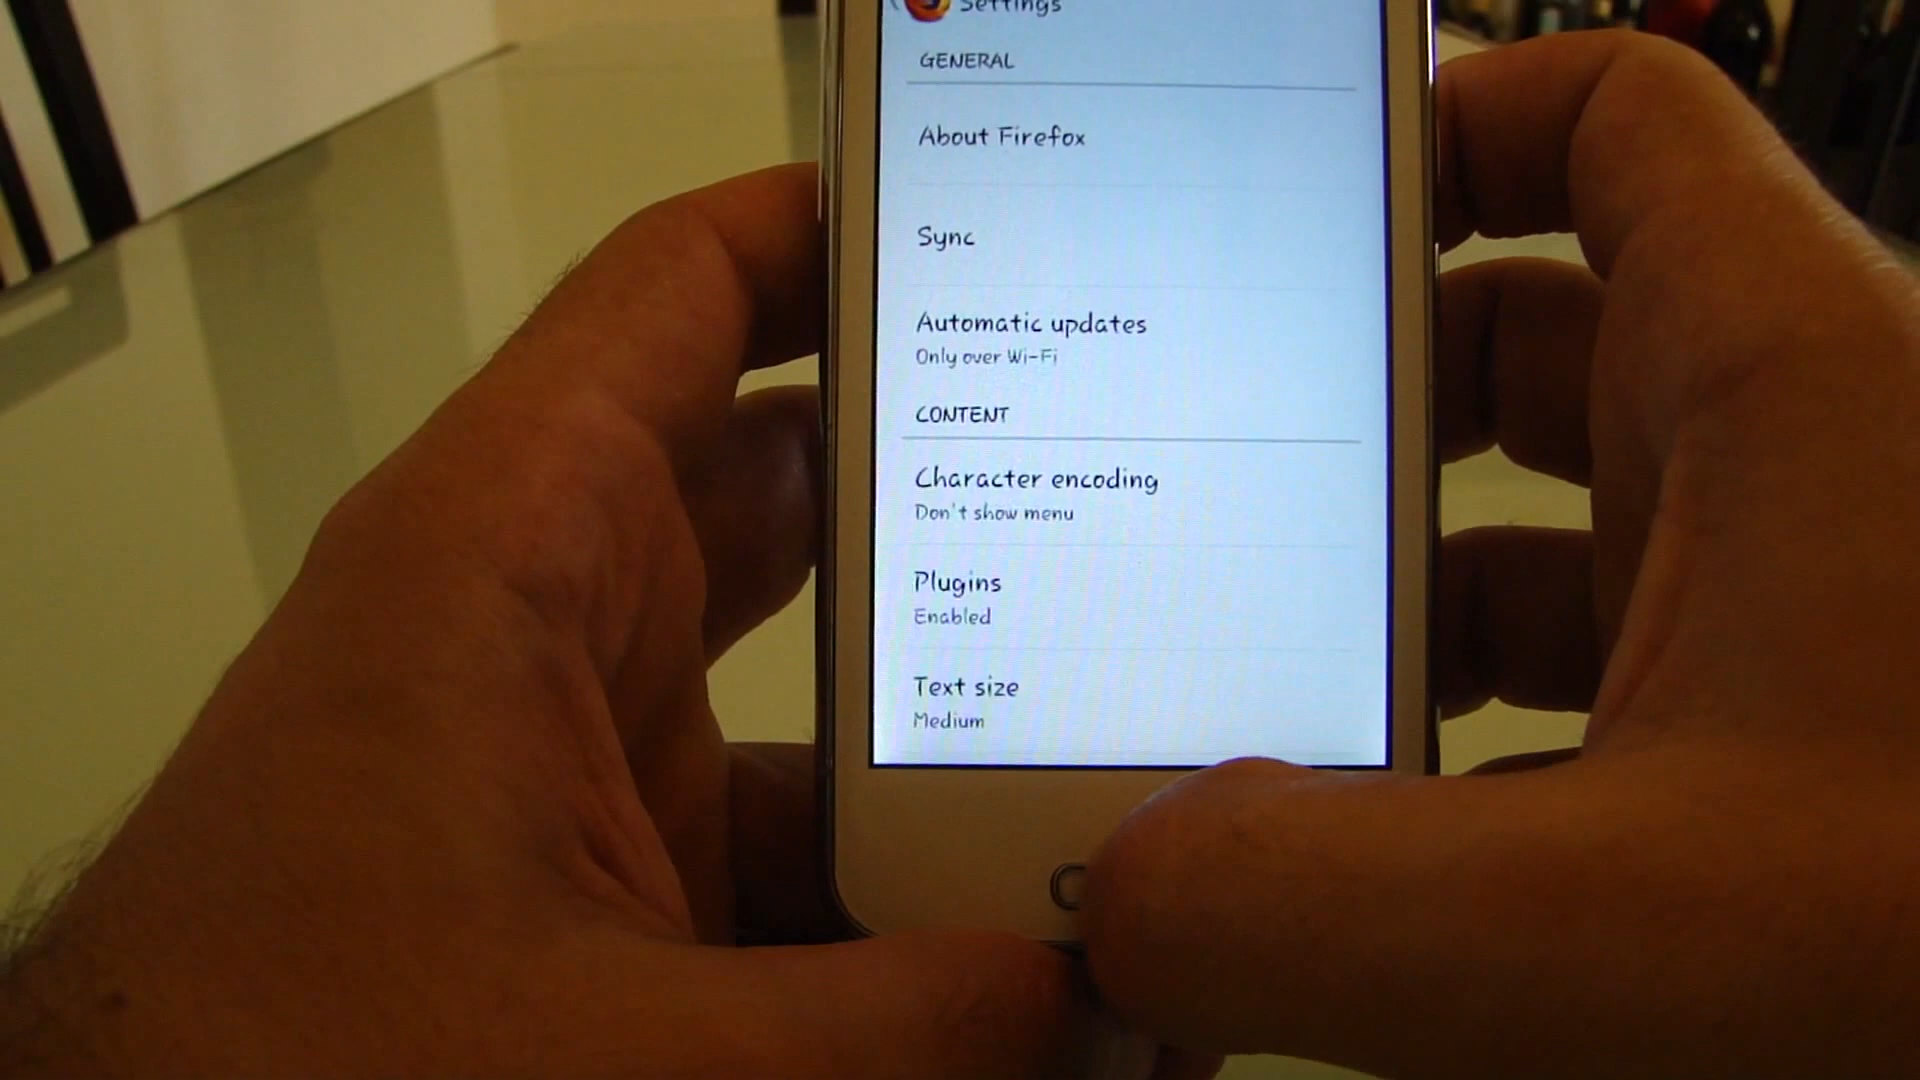 Settings
GENERAL
About Firefox
Sync
Automatic updates
Only over Wi-Fi
CONTENT
Character encoding
Don't show menu
Plugins
Enabled
Text size
Medium